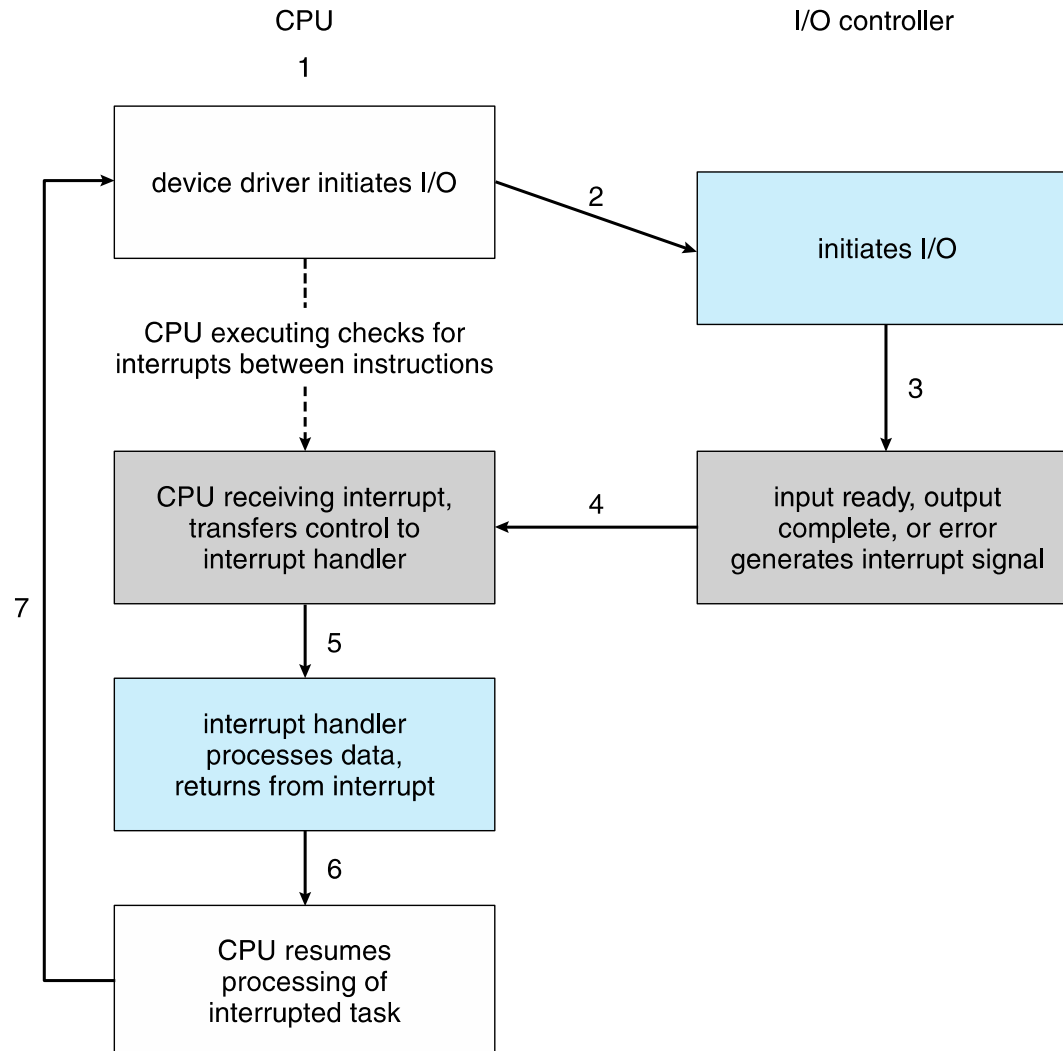 CPU
I/O controller
1
device driver initiates I/O
2
initiates I/O
CPU executing checks for
interrupts between instructions
3
CPU receiving interrupt,
transfers control to
interrupt handler
4
input ready, output
complete, or error
generates interrupt signal
7
5
interrupt handler
processes data,
returns from interrupt
6
CPU resumes
processing of
interrupted task